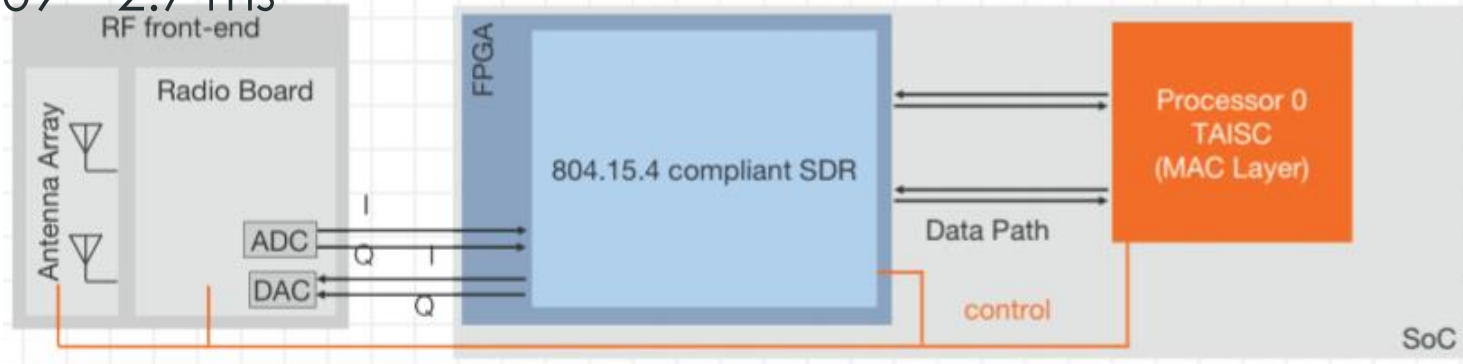 RF front-end
Antenna Array
Radio Board
ADC
DAC
I
Q
I
Q
FPGA
804.15.4 compliant SDR
Data Path
Processor 0
TAISC
(MAC Layer)
control
SoC